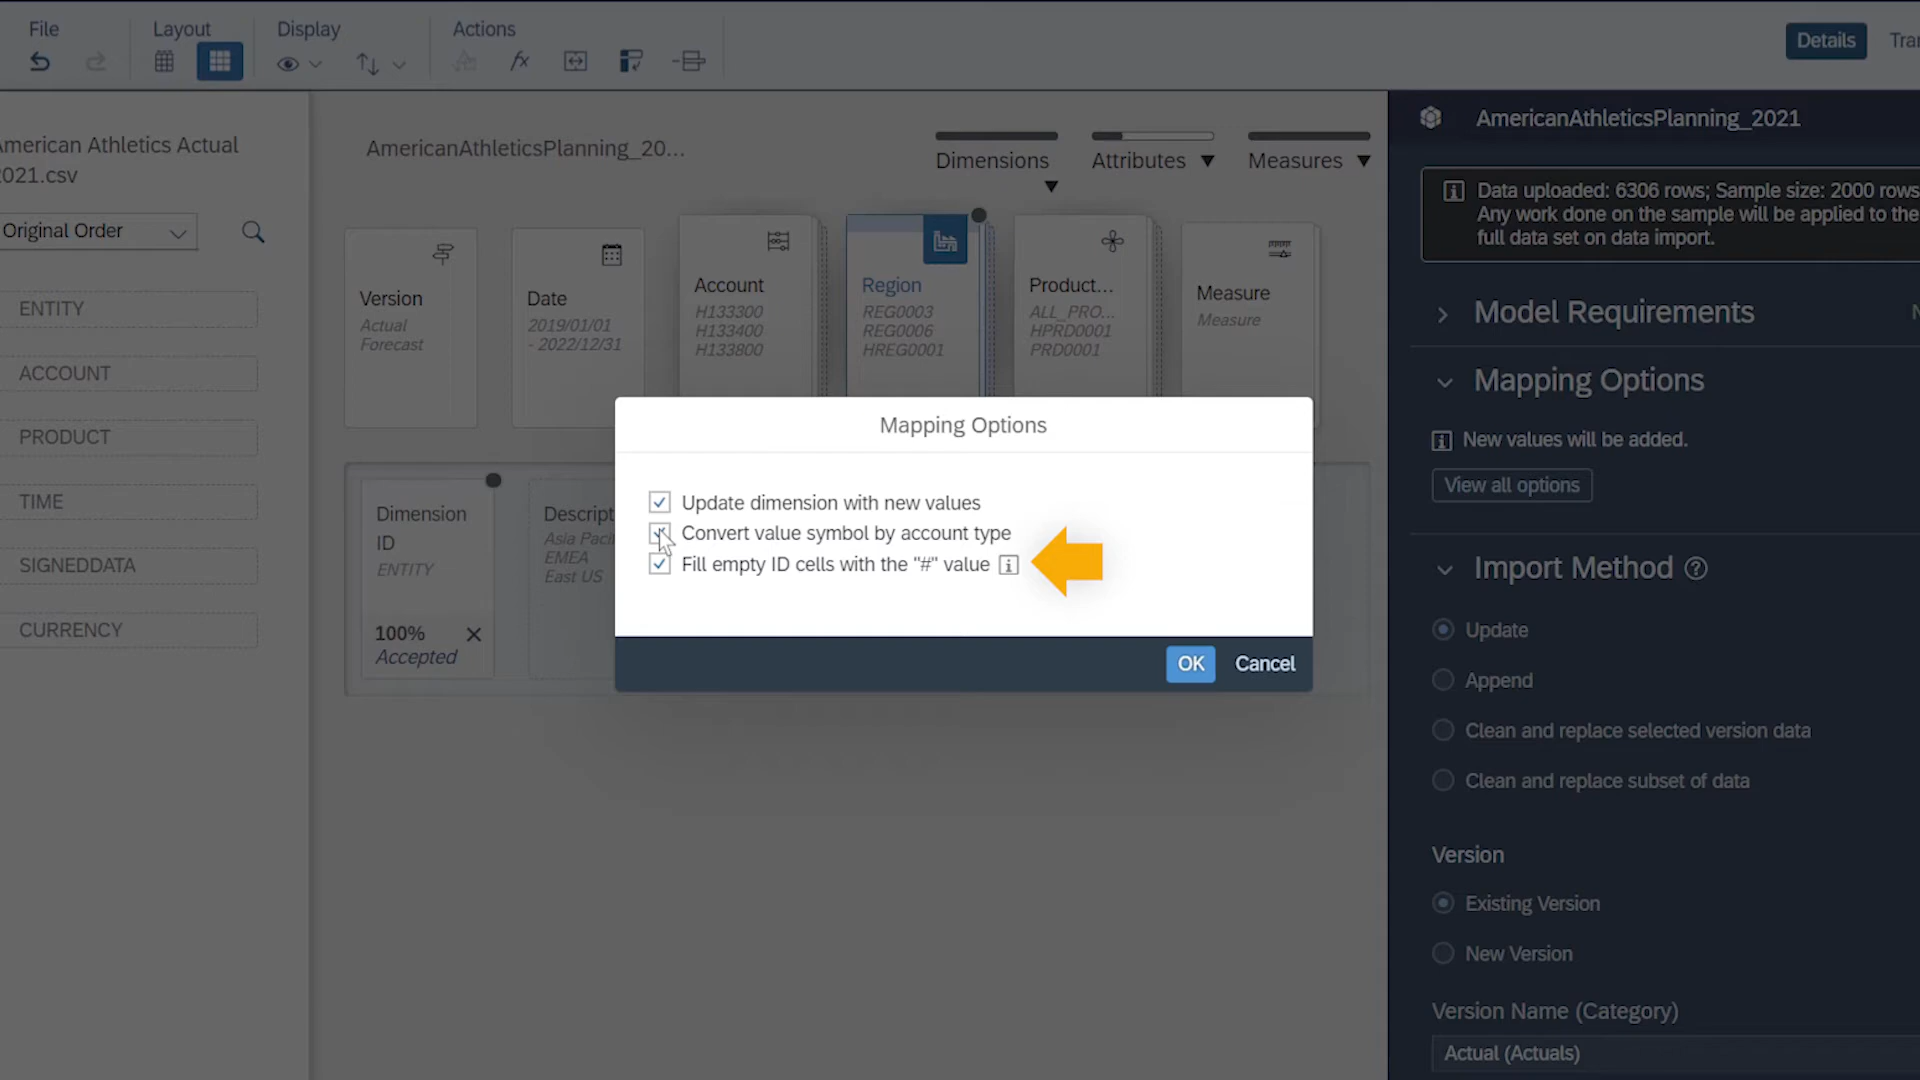 File
Layout
Display
Actions
Details
American Athletics Actual
2021.csv
Original Order
ENTITY
ACCOUNT
PRODUCT
TIME
SIGNEDDATA
CURRENCY
AmericanAthleticsPlanning_20...
Dimensions
Attributes
Measures
Version
Actual
Forecast
Date
2019/01/01
- 2022/12/31
Account
H133300
H133400
H133800
Region
REG0003
REG0006
HREG0001
Product...
ALL_PRO...
HPRD0001
PRD0001
Measure
Measure
Dimension
ID
ENTITY
100%
Accepted
Descript
Asia Pacif
EMEA
East US
Mapping Options
Update dimension with new values
Convert value symbol by account type
Fill empty ID cells with the "#" value
OK
Cancel
AmericanAthleticsPlanning_2021
Data uploaded: 6306 rows; Sample size: 2000 rows
Any work done on the sample will be applied to the
full data set on data import.
Model Requirements
Mapping Options
New values will be added.
View all options
Import Method
Update
Append
Clean and replace selected version data
Clean and replace subset of data
Version
Existing Version
New Version
Version Name (Category)
Actual (Actuals)